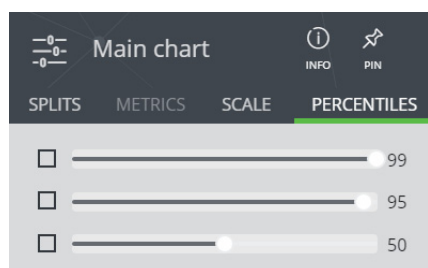 Main chart
INFO PIN
SPLITS METRICS SCALE PERCENTILES
99
95
50